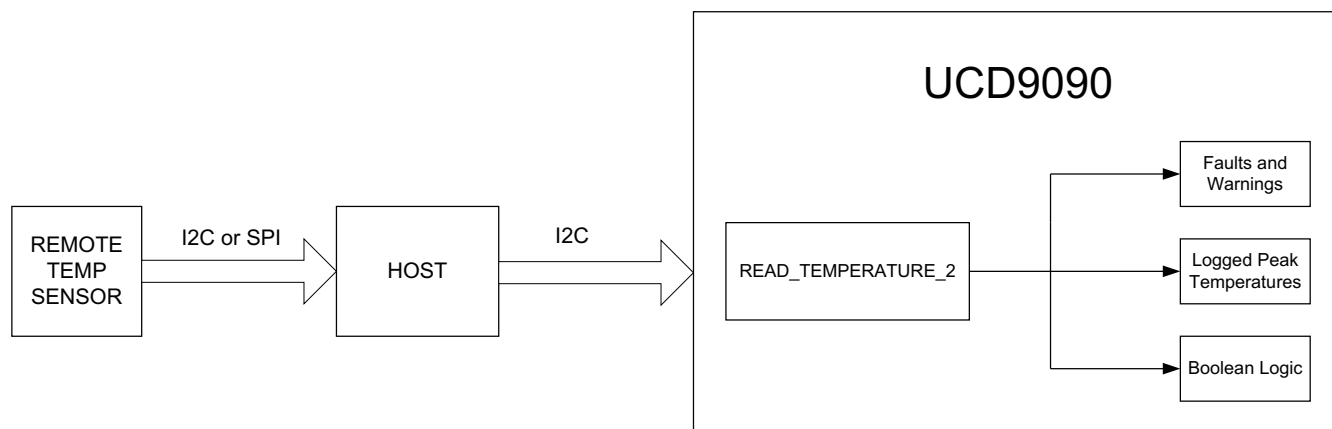 UCD9090
Faults and
Warnings
I2C or SPI
I2C
REMOTE
TEMP
SENSOR
HOST
READ_TEMPERATURE_2
Logged Peak
Temperatures
Boolean Logic